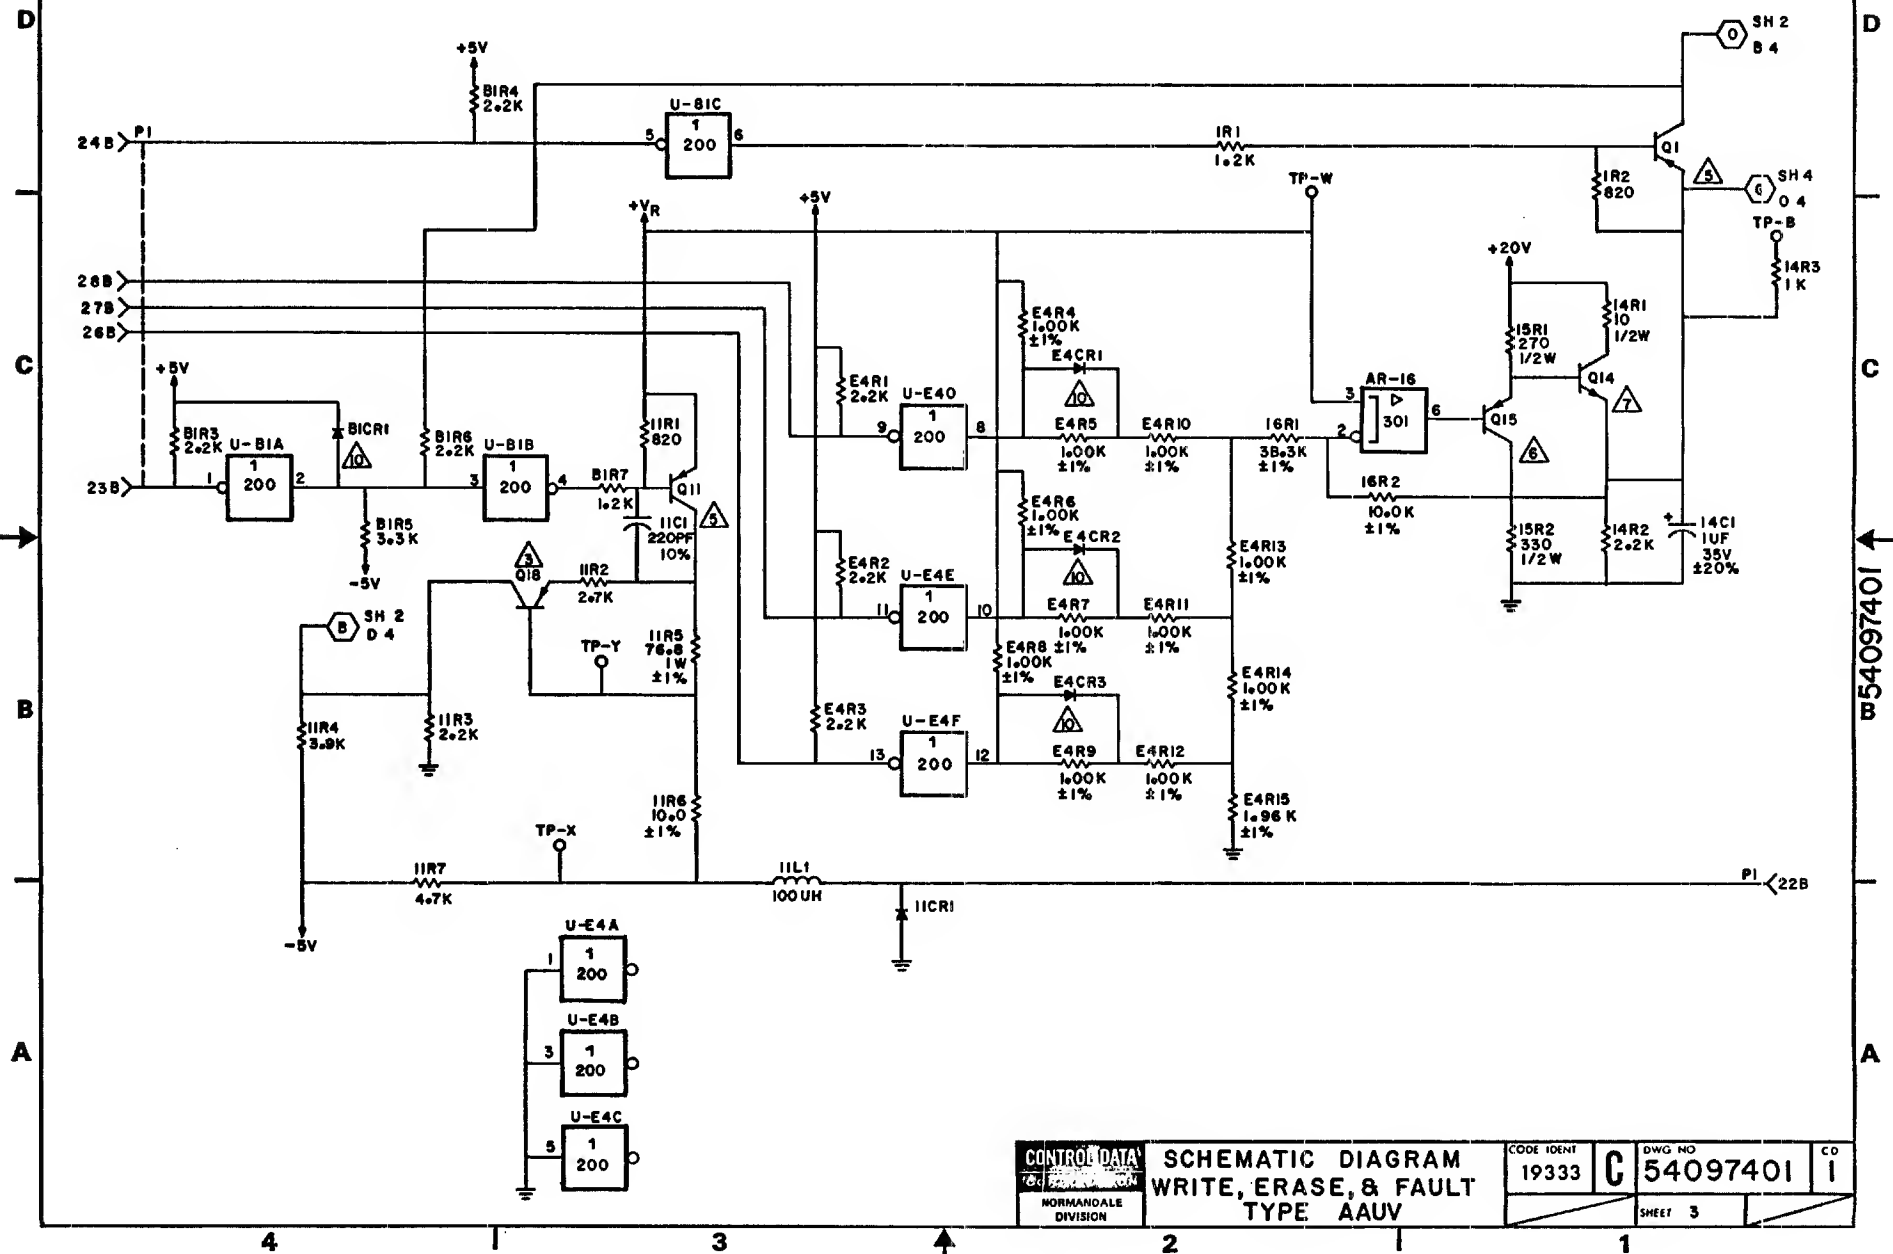 D
D
SH 2
B 4
O
+5V
B1R4
2.2K
U-B1C
24B
P1
5
1
200
6
1R1
1.2K
Q1
5
1R2
820
SH 4
D 4
G
TP-W
TP-B
14R3
1K
+VR
+5V
+20V
28B
27B
26B
E4R4
1.00K
±1%
E4CR1
10
14R1
10
1/2W
15R1
270
1/2W
C
C
+5V
B1R3
2.2K
B1CR1
10
B1R6
2.2K
11R1
820
E4R1
2.2K
U-E4D
9
1
200
8
E4R5
1.00K
±1%
E4R10
1.00K
±1%
16R1
38.3K
±1%
AR-16
3
2
301
6
Q14
7
Q15
6
23B
U-B1A
1
1
200
2
U-B1B
3
1
200
4
B1R7
1.2K
Q11
5
B1R5
3.3K
-5V
11C1
220PF
10%
E4R6
1.00K
±1%
E4CR2
10
16R2
10.0K
±1%
15R2
330
1/2W
14R2
2.2K
+
14C1
1UF
35V
±20%
3
Q18
11R2
2.7K
E4R2
2.2K
U-E4E
11
1
200
10
E4R7
1.00K
±1%
E4R11
1.00K
±1%
E4R13
1.00K
±1%
B54097401
B
SH 2
D 4
TP-Y
11R5
76.8
1W
±1%
E4R8
1.00K
±1%
E4CR3
10
E4R14
1.00K
±1%
B
B
11R4
3.9K
11R3
2.2K
E4R3
2.2K
U-E4F
13
1
200
12
E4R9
1.00K
±1%
E4R12
1.00K
±1%
E4R15
1.96K
±1%
11R6
10.0
±1%
TP-X
11R7
4.7K
11L1
100UH
11CR1
P1
22B
-5V
U-E4A
1
1
200
U-E4B
3
1
200
U-E4C
5
1
200
A
A
CONTROL DATA
NORMANDALE
DIVISION
SCHEMATIC DIAGRAM
WRITE, ERASE, & FAULT
TYPE AAUV
CODE IDENT
19333
C
DWG NO
54097401
CD
1
SHEET 3
4
3
2
1